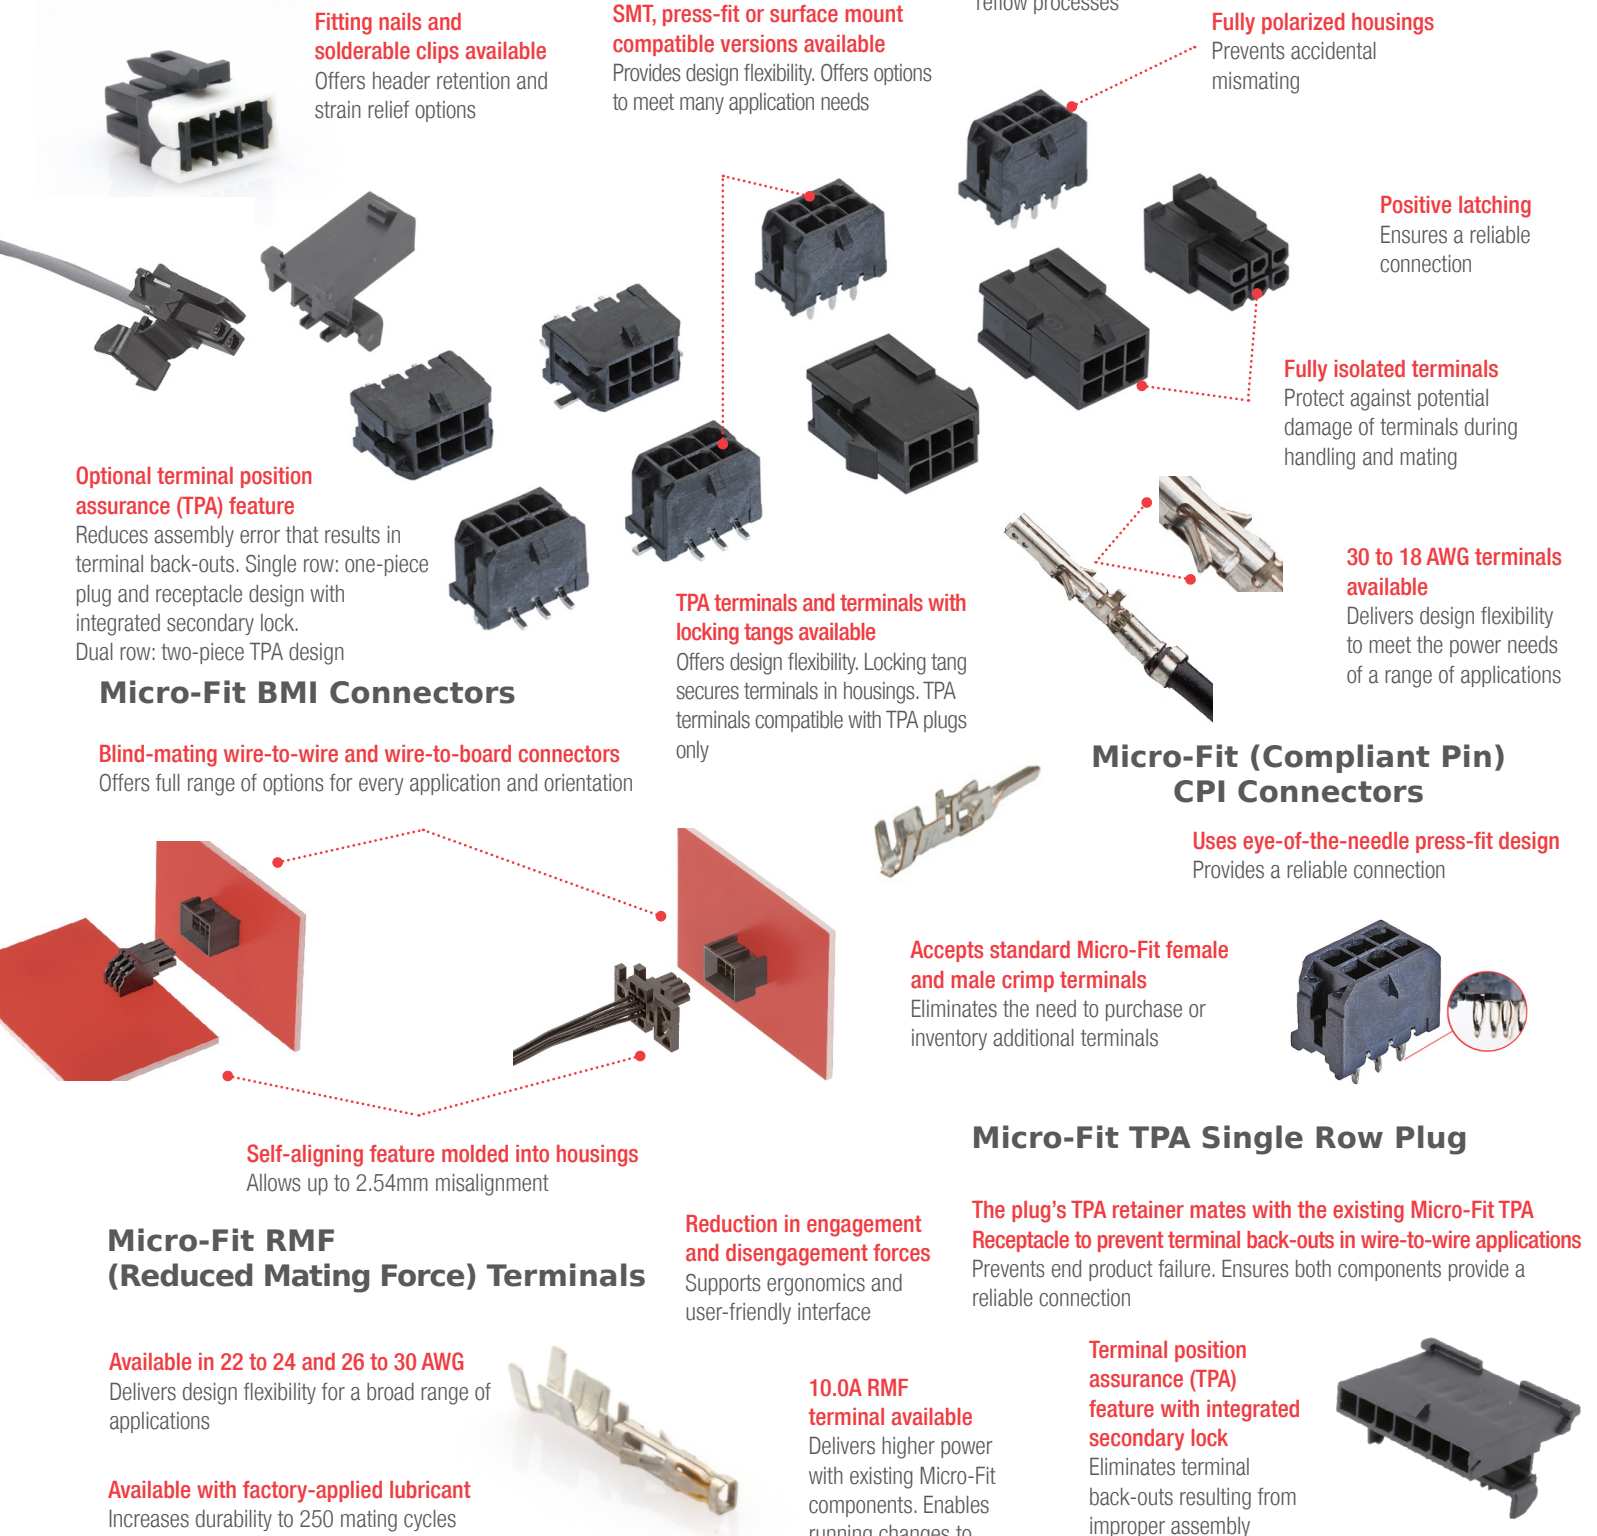 reflow processes
Fitting nails and
solderable clips available
Offers header retention and
strain relief options
SMT, press-fit or surface mount
compatible versions available
Provides design flexibility. Offers options
to meet many application needs
Fully polarized housings
Prevents accidental
mismating
Positive latching
Ensures a reliable
connection
Fully isolated terminals
Protect against potential
damage of terminals during
handling and mating
Optional terminal position
assurance (TPA) feature
Reduces assembly error that results in
terminal back-outs. Single row: one-piece
plug and receptacle design with
integrated secondary lock.
Dual row: two-piece TPA design
TPA terminals and terminals with
locking tangs available
Offers design flexibility. Locking tang
secures terminals in housings. TPA
terminals compatible with TPA plugs
only
30 to 18 AWG terminals
available
Delivers design flexibility
to meet the power needs
of a range of applications
Micro-Fit BMI Connectors
Blind-mating wire-to-wire and wire-to-board connectors
Offers full range of options for every application and orientation
Self-aligning feature molded into housings
Allows up to 2.54mm misalignment
Micro-Fit (Compliant Pin)
CPI Connectors
Uses eye-of-the-needle press-fit design
Provides a reliable connection
Accepts standard Micro-Fit female
and male crimp terminals
Eliminates the need to purchase or
inventory additional terminals
Micro-Fit RMF
(Reduced Mating Force) Terminals
Reduction in engagement
and disengagement forces
Supports ergonomics and
user-friendly interface
Available in 22 to 24 and 26 to 30 AWG
Delivers design flexibility for a broad range of
applications
Available with factory-applied lubricant
Increases durability to 250 mating cycles
10.0A RMF
terminal available
Delivers higher power
with existing Micro-Fit
components. Enables
running changes to
Micro-Fit TPA Single Row Plug
The plug's TPA retainer mates with the existing Micro-Fit TPA
Receptacle to prevent terminal back-outs in wire-to-wire applications
Prevents end product failure. Ensures both components provide a
reliable connection
Terminal position
assurance (TPA)
feature with integrated
secondary lock
Eliminates terminal
back-outs resulting from
improper assembly